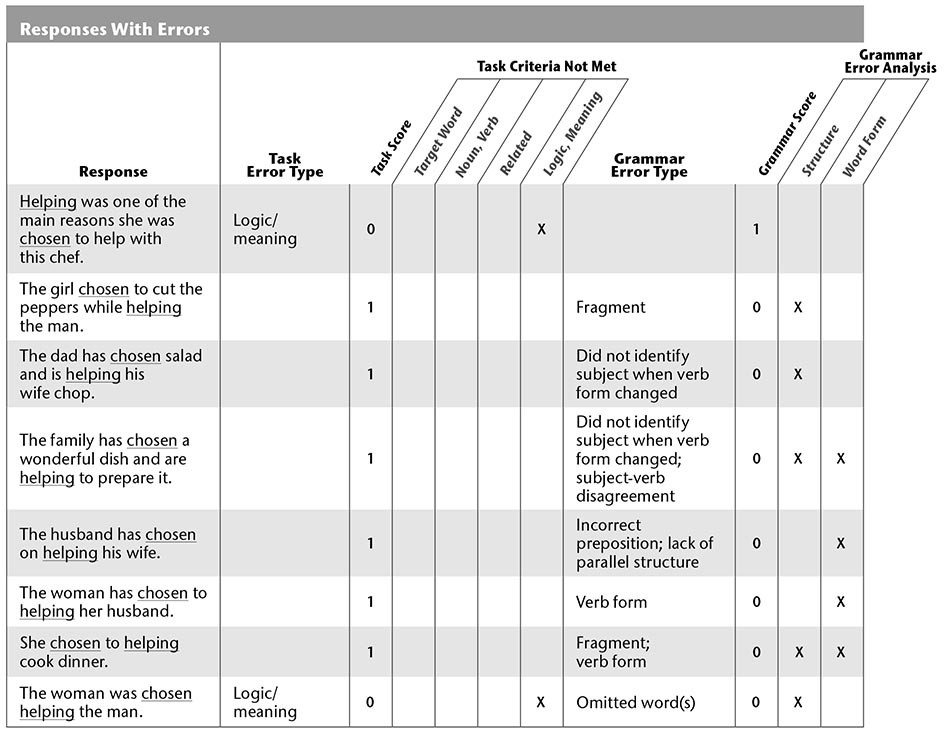 Responses With Errors
Task Criteria Not Met
Grammar
Error Analysis
Response
Task
Error Type
Task Score
Target Word
Noun, Verb
Related
Logic, Meaning
Grammar
Error Type
Grammar Score
Structure
Word Form
Helping was one of the
main reasons she was
chosen to help with
this chef.
Logic/
meaning
0
X
1
The girl chosen to cut the
peppers while helping
the man.
1
Fragment
0
X
The dad has chosen salad
and is helping his
wife chop.
1
Did not identify
subject when verb
form changed
0
X
The family has chosen a
wonderful dish and are
helping to prepare it.
1
Did not identify
subject when verb
form changed;
subject-verb
disagreement
0
X
X
The husband has chosen
on helping his wife.
1
Incorrect
preposition; lack of
parallel structure
0
X
The woman has chosen to
helping her husband.
1
Verb form
0
X
She chosen to helping
cook dinner.
1
Fragment;
verb form
0
X
X
The woman was chosen
helping the man.
Logic/
meaning
0
X
Omitted word(s)
0
X